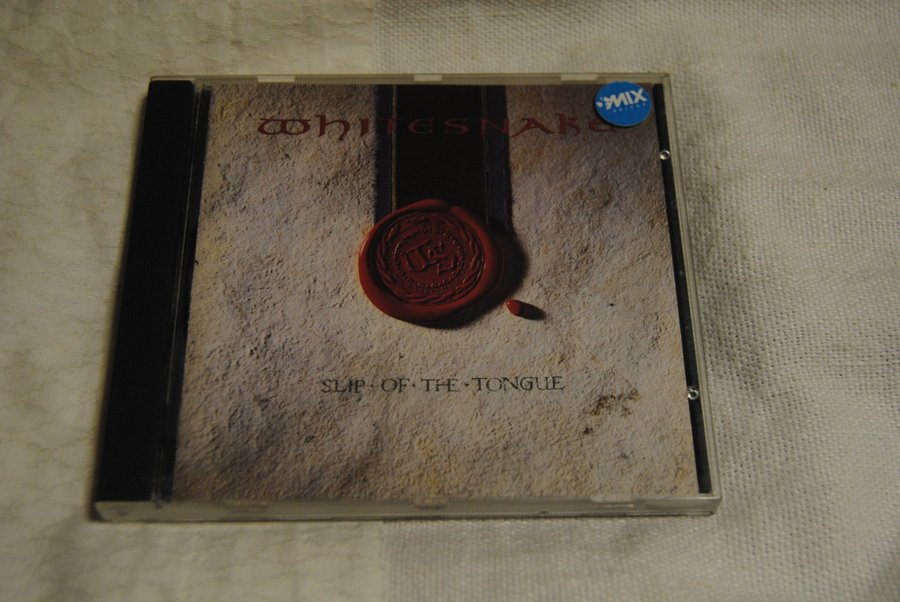 MIX
WHITESNAKE
SLIP · OF · THE · TONGUE